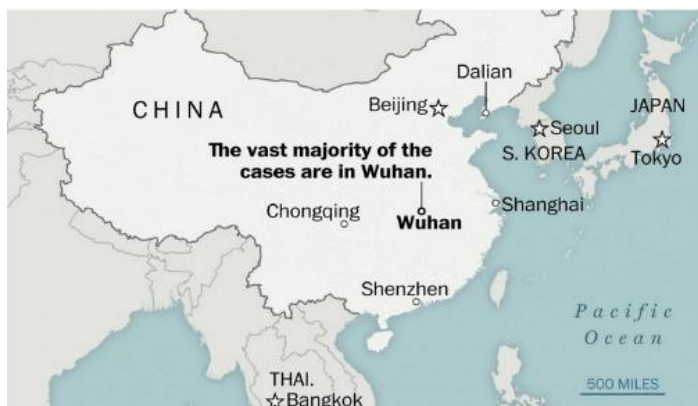 Dalian
Beijing
JAPAN
CHINA
Seoul
The vast majority of the
cases are in Wuhan.
S. KOREA
Tokyo
Chongqing
Wuhan
Shanghai
Shenzhen
Pacific
Ocean
THAI.
Bangkok
500 MILES